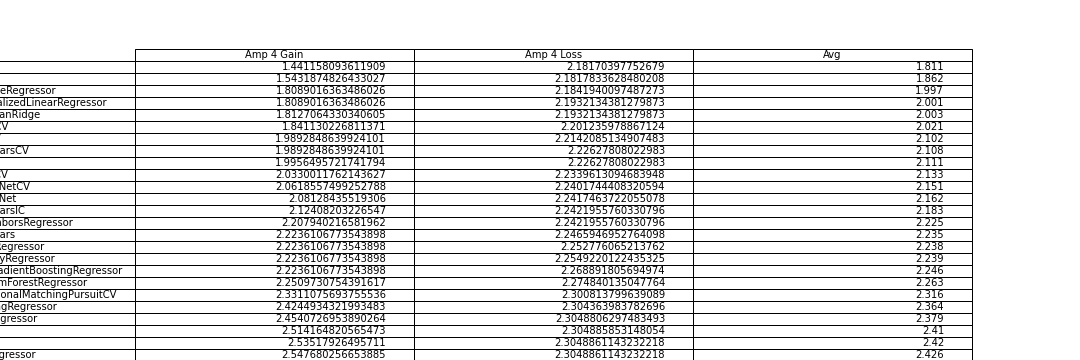 Amp 4 Gain Amp 4 Loss Avg
1.441158093611909 2.18170397752679 1.811
1.5431874826433027 2.1817833628480208 1.862
eRegressor 1.8089016363486026 2.1841940097487273 1.997
alizedLinearRegressor 1.8089016363486026 2.1932134381279873 2.001
anRidge 1.8127064330340605 2.1932134381279873 2.003
CV 1.841130226811371 2.201235978867124 2.021
1.9892848639924101 2.2142085134907483 2.102
arsCV 1.9892848639924101 2.22627808022983 2.108
1.9956495721741794 2.22627808022983 2.111
CV 2.0330011762143627 2.2339613094683948 2.133
NetCV 2.0618557499252788 2.2401744408320594 2.151
Net 2.08128435519306 2.2417463722055078 2.162
arsIC 2.12408203226547 2.2421955760330796 2.183
aborsRegressor 2.207940216581962 2.2421955760330796 2.225
ars 2.2236106773543898 2.2465946952764098 2.235
Regressor 2.2236106773543898 2.252776065213762 2.238
yRegressor 2.2236106773543898 2.2549220122435325 2.239
adientBoostingRegressor 2.2236106773543898 2.268891805694974 2.246
mForestRegressor 2.2509730754391617 2.274840135047764 2.263
onalMatchingPursuitCV 2.3311075693755536 2.300813799639089 2.316
ngRegressor 2.4244934321993483 2.304363983782696 2.364
gressor 2.4540726953890264 2.3048806297483493 2.379
2.514164820565473 2.304885853148054 2.41
2.53517926495711 2.3048861143232218 2.42
gressor 2.547680256653885 2.3048861143232218 2.426